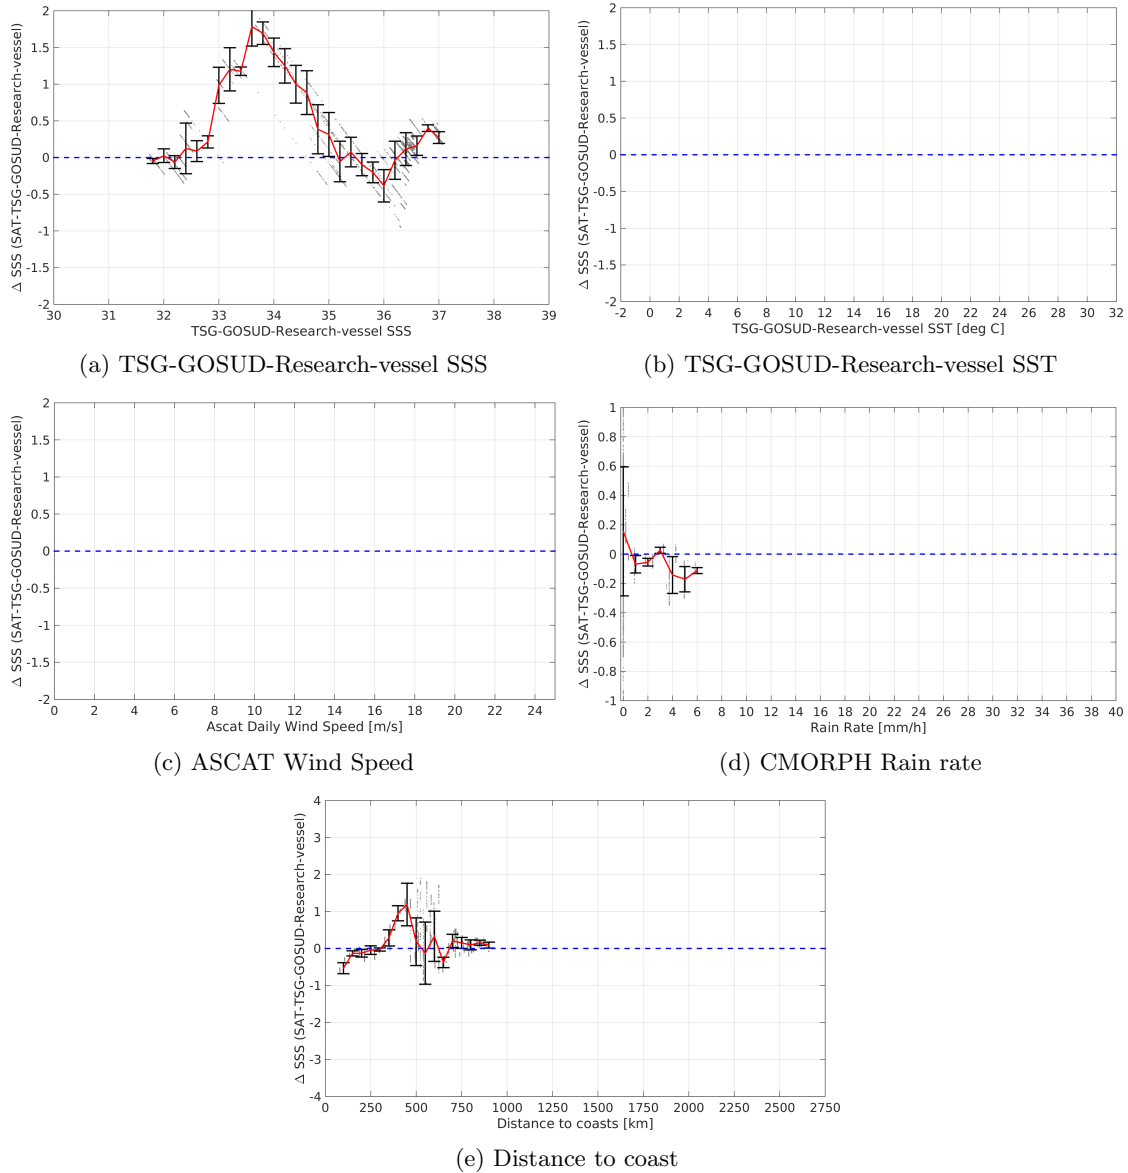 Δ SSS (SAT-TSG-GOSUD-Research-vessel)
2
1.5
1
0.5
0
-0.5
-1
-1.5
-2
30 31 32 33 34 35 36 37 38 39
TSG-GOSUD-Research-vessel SSS
(a) TSG-GOSUD-Research-vessel SSS
Δ SSS (SAT-TSG-GOSUD-Research-vessel)
2
1.5
1
0.5
0
-0.5
-1
-1.5
-2
-2 0 2 4 6 8 10 12 14 16 18 20 22 24 26 28 30 32
TSG-GOSUD-Research-vessel SST [deg C]
(b) TSG-GOSUD-Research-vessel SST
Δ SSS (SAT-TSG-GOSUD-Research-vessel)
2
1.5
1
0.5
0
-0.5
-1
-1.5
-2
0 2 4 6 8 10 12 14 16 18 20 22 24
Ascat Daily Wind Speed [m/s]
(c) ASCAT Wind Speed
Δ SSS (SAT-TSG-GOSUD-Research-vessel)
1
0.8
0.6
0.4
0.2
0
-0.2
-0.4
-0.6
-0.8
-1
0 2 4 6 8 10 12 14 16 18 20 22 24 26 28 30 32 34 36 38 40
Rain Rate [mm/h]
(d) CMORPH Rain rate
Δ SSS (SAT-TSG-GOSUD-Research-vessel)
4
3
2
1
0
-1
-2
-3
-4
0 250 500 750 1000 1250 1500 1750 2000 2250 2500 2750
Distance to coasts [km]
(e) Distance to coast